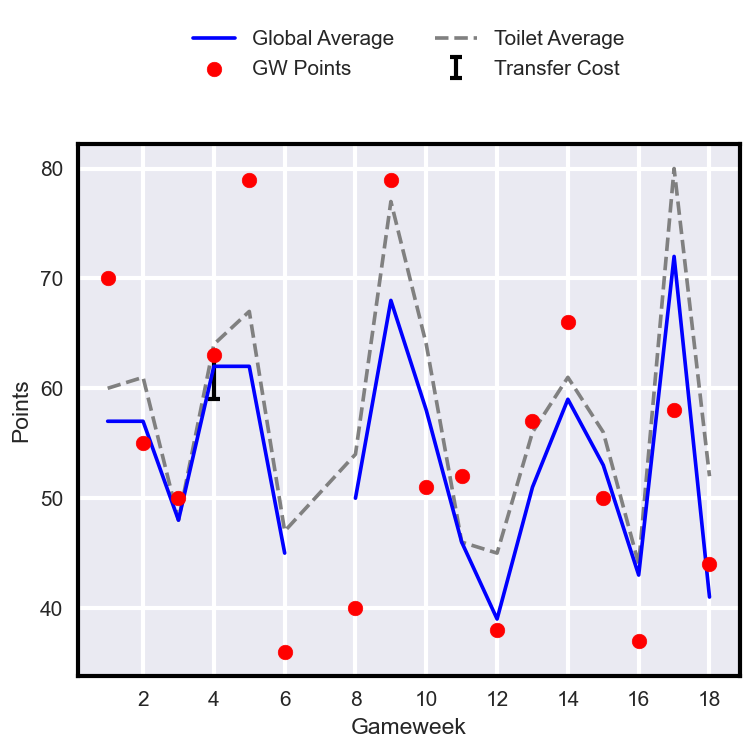 Global Average Toilet Average
GW Points Transfer Cost
80
70
60
50
40
Points
2 4 6 8 10 12 14 16 18
Gameweek